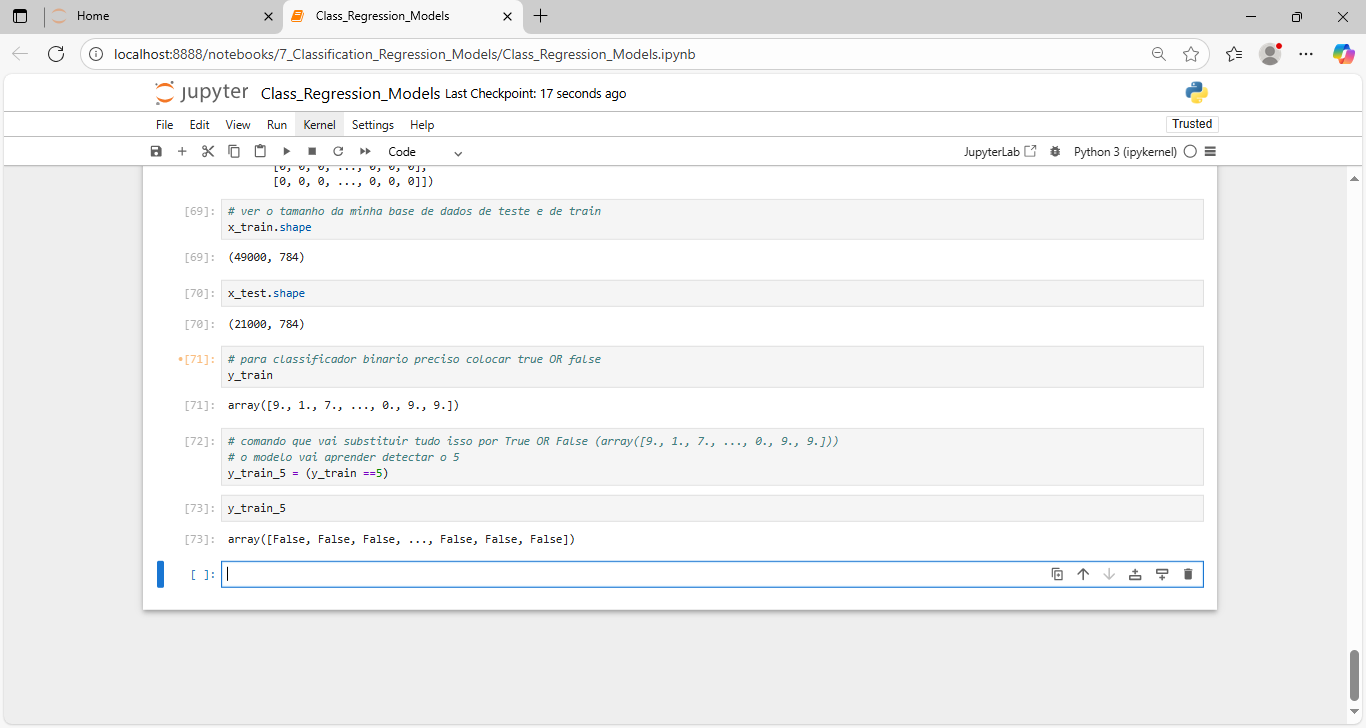 Home
Class_Regression_Models
localhost:8888/notebooks/7_Classification_Regression_Models/Class_Regression_Models.ipynb
jupyter Class_Regression_Models Last Checkpoint: 17 seconds ago
File Edit View Run Kernel Settings Help
Trusted
Code
JupyterLab
Python 3 (ipykernel)
[0, 0, 0, ..., 0, 0, 0],
[0, 0, 0, ..., 0, 0, 0]])
[69]: # ver o tamanho da minha base de dados de teste e de train
x_train.shape
[69]: (49000, 784)
[70]: x_test.shape
[70]: (21000, 784)
[71]: # para classificador binario preciso colocar true OR false
y_train
[71]: array([9., 1., 7., ..., 0., 9., 9.])
[72]: # comando que vai substituir tudo isso por True OR False (array([9., 1., 7., ..., 0., 9., 9.]))
# o modelo vai aprender detectar o 5
y_train_5 = (y_train ==5)
[73]: y_train_5
[73]: array([False, False, False, ..., False, False, False])
[ ]: